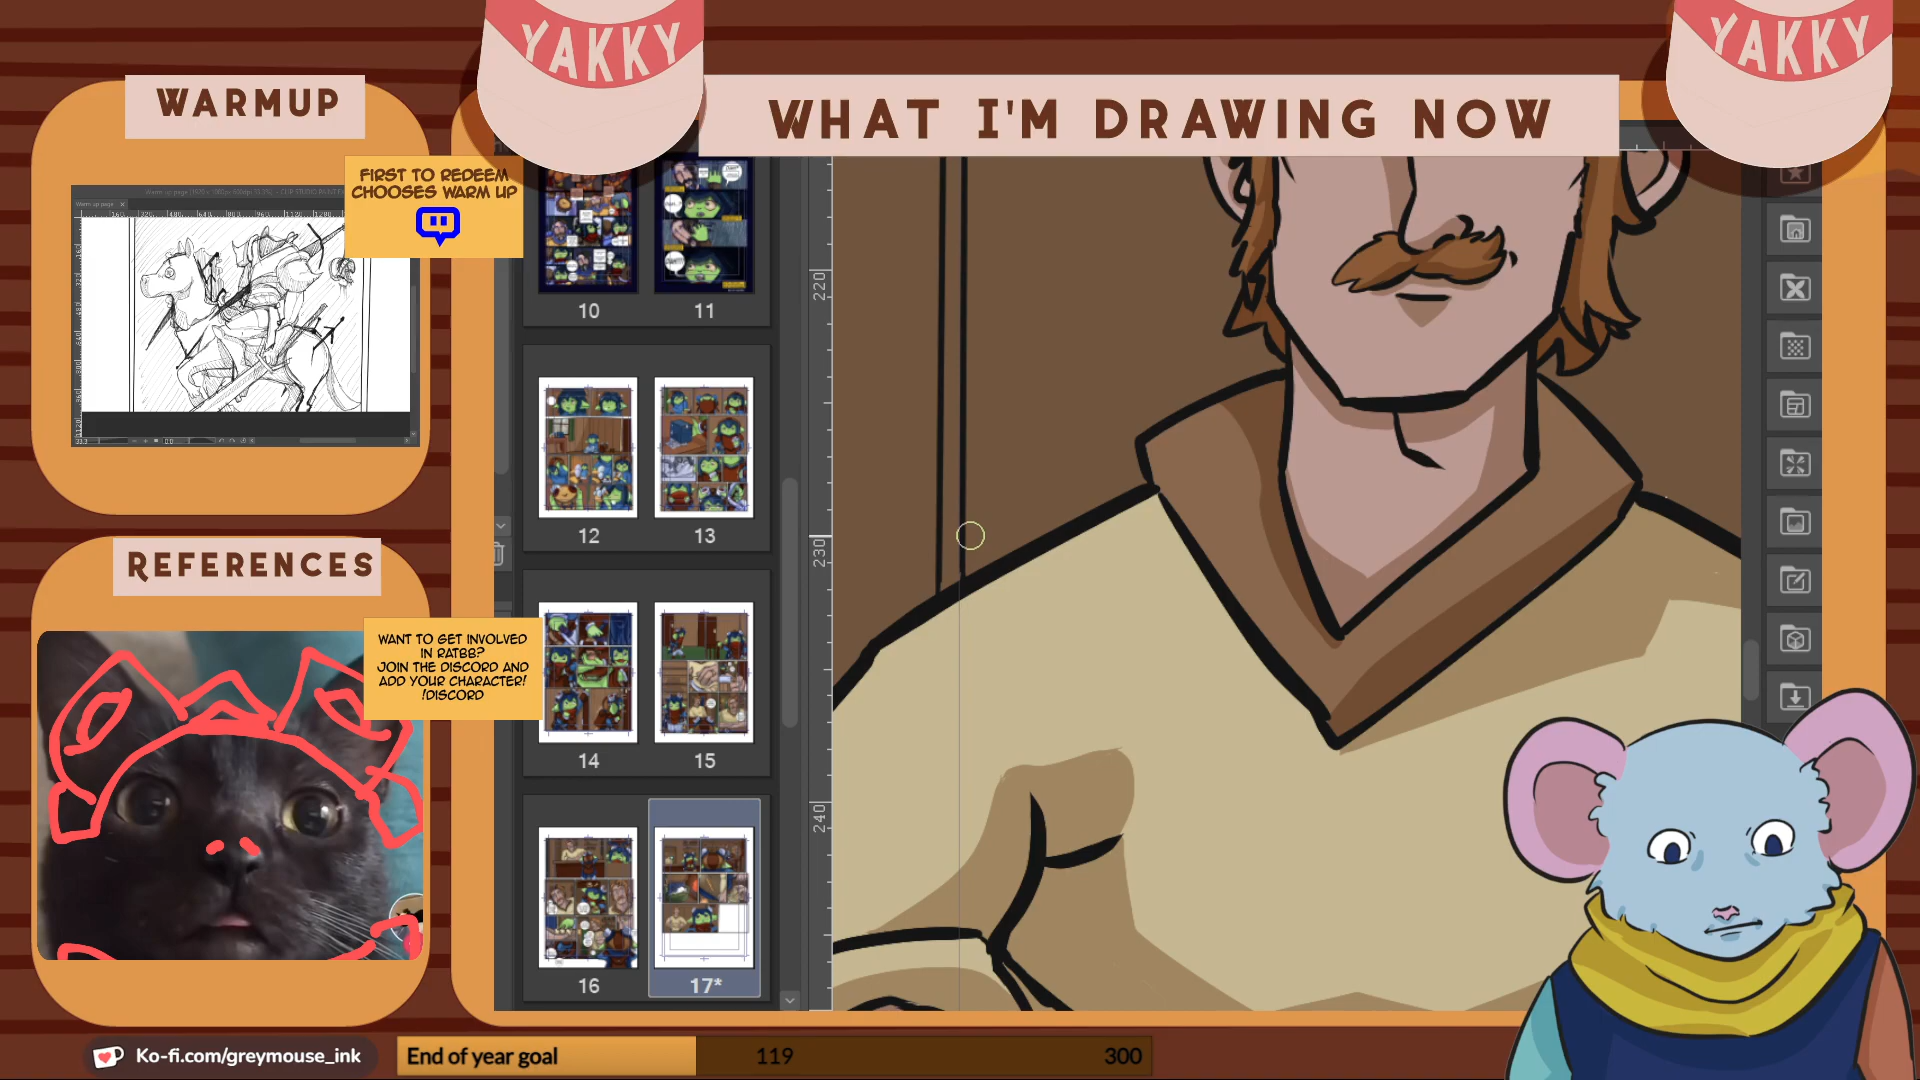 YAKKY
YAKKY
WARMUP
WHAT I'M DRAWING NOW
FIRST TO REDEEM
CHOOSES WARM UP
10
11
220
12
13
230
REFERENCES
WANT TO GET INVOLVED
IN RAT88?
JOIN THE DISCORD AND
ADD YOUR CHARACTER!
!DISCORD
14
15
240
16
17*
Ko-fi.com/greymouse_ink
End of year goal
119
300